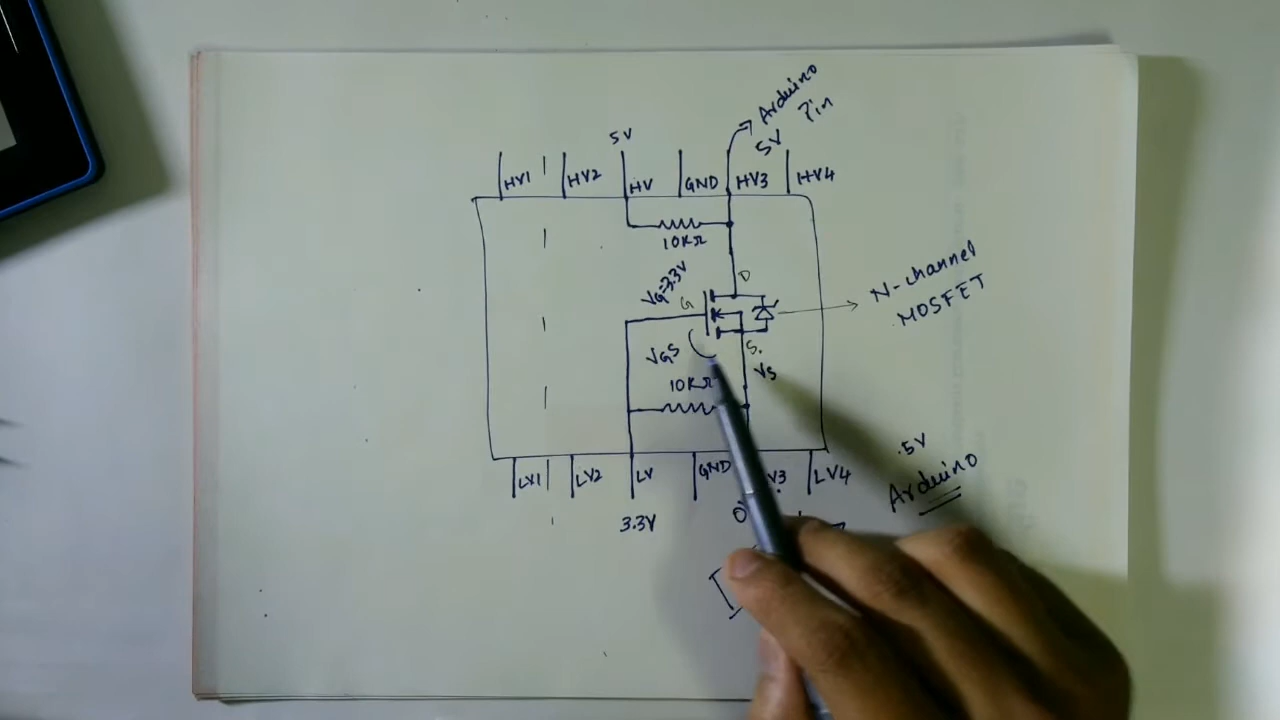 Arduino
Pin
5V
5V
HV1
HV2
HV
GND
HV3
HV4
10KΩ
D
VG=3.3V
G
N-channel
MOSFET
VGS
S.
VS
10KΩ
LV1
LV2
LV
GND
V3
LV4
3.3V
5V
Arduino